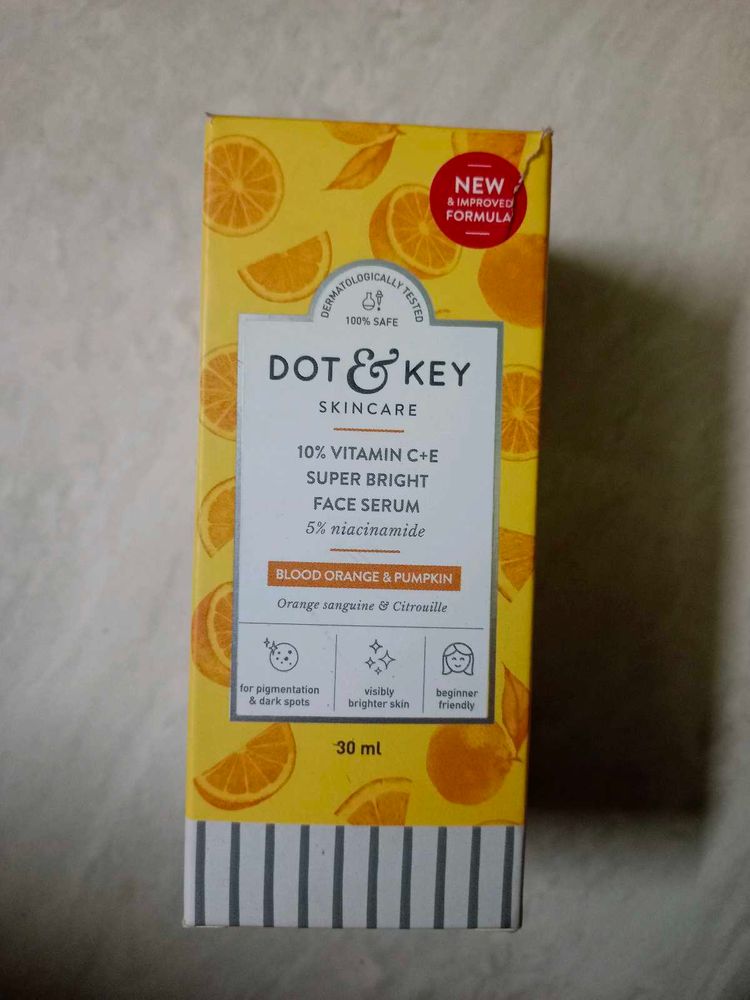 NEW
& IMPROVED
FORMULA
DERMATOLOGICALLY TESTED
100% SAFE
DOT & KEY
SKINCARE
10% VITAMIN C+E
SUPER BRIGHT
FACE SERUM
5% niacinamide
BLOOD ORANGE & PUMPKIN
Orange sanguine & Citrouille
for pigmentation
& dark spots
visibly
brighter skin
beginner
friendly
30 ml